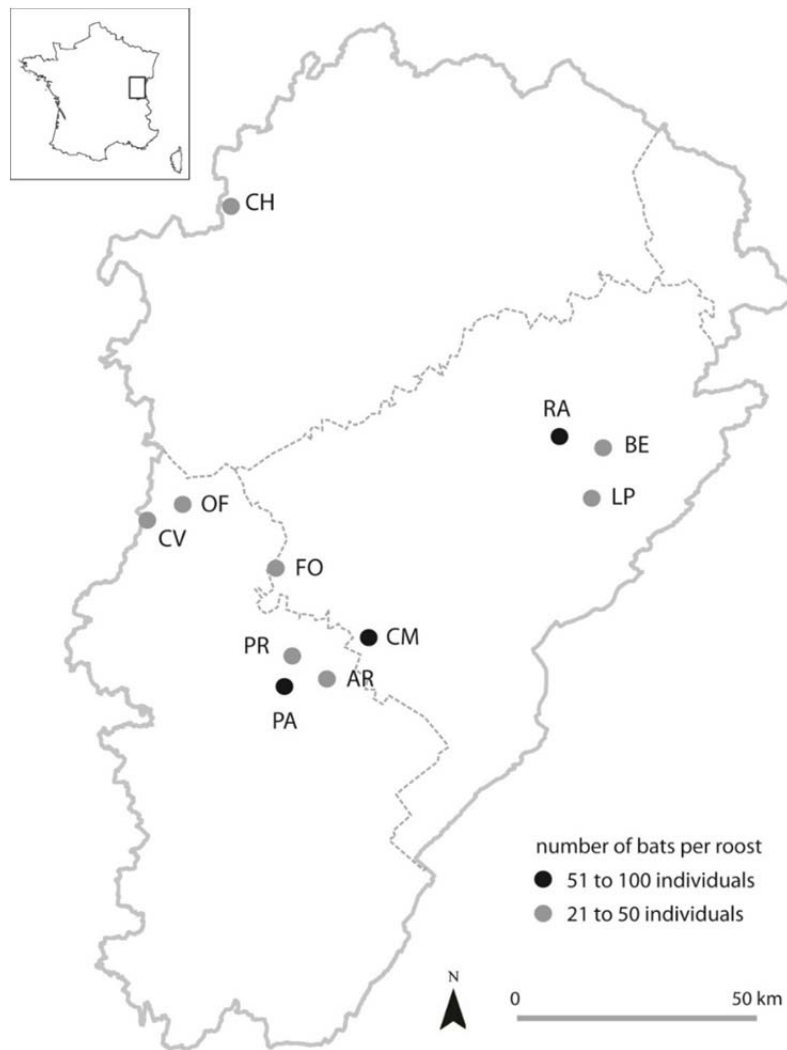 CH
RA
BE
LP
OF
CV
FO
CM
PR
AR
PA
number of bats per roost
51 to 100 individuals
21 to 50 individuals
N
0 50 km